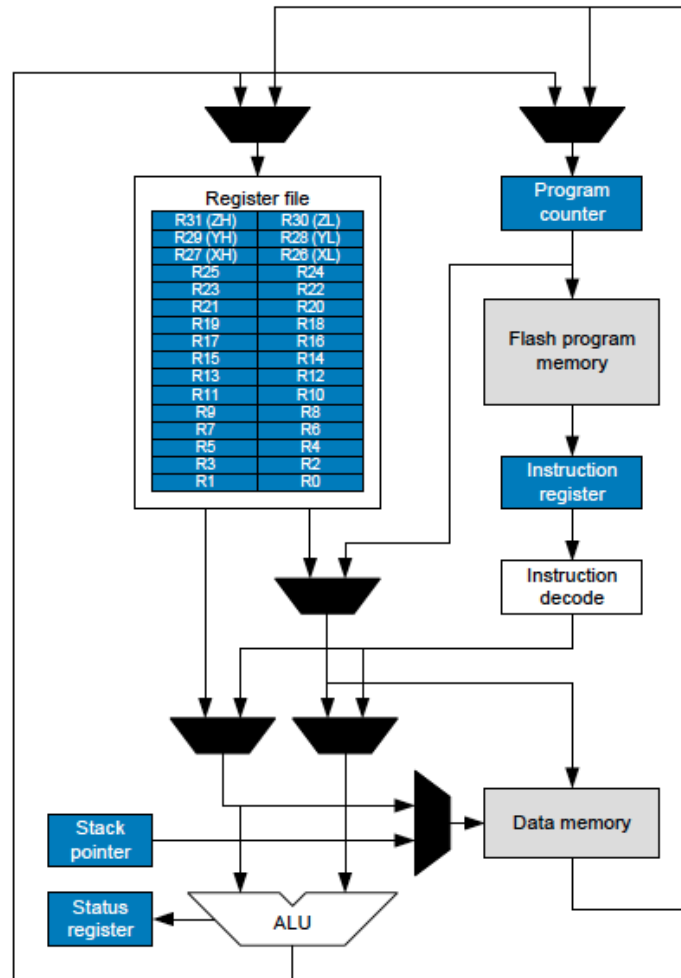 Register file
R31 (ZH) R30 (ZL)
R29 (YH) R28 (YL)
R27 (XH) R26 (XL)
R25 R24
R23 R22
R21 R20
R19 R18
R17 R16
R15 R14
R13 R12
R11 R10
R9 R8
R7 R6
R5 R4
R3 R2
R1 R0
Program
counter
Flash program
memory
Instruction
register
Instruction
decode
Stack
pointer
Data memory
Status
register
ALU